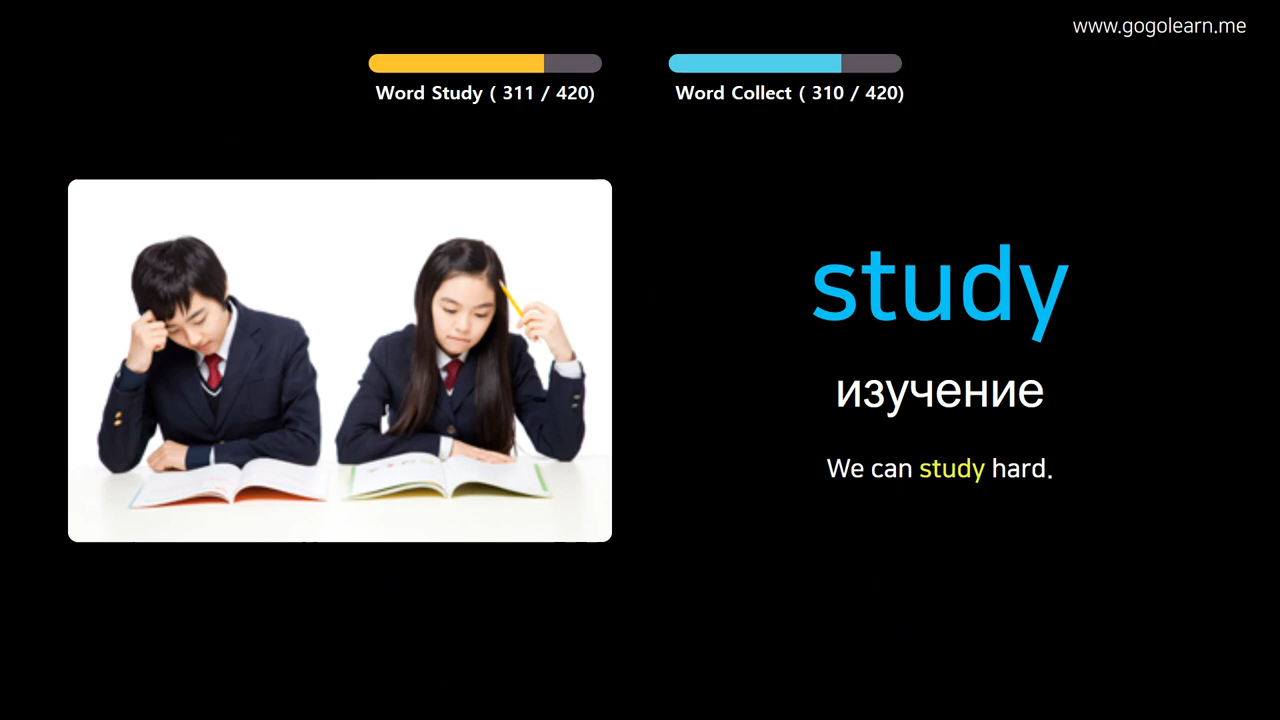 www.gogolearn.me
Word Study ( 311 / 420)
Word Collect ( 310 / 420)
study
изучение
We can study hard.